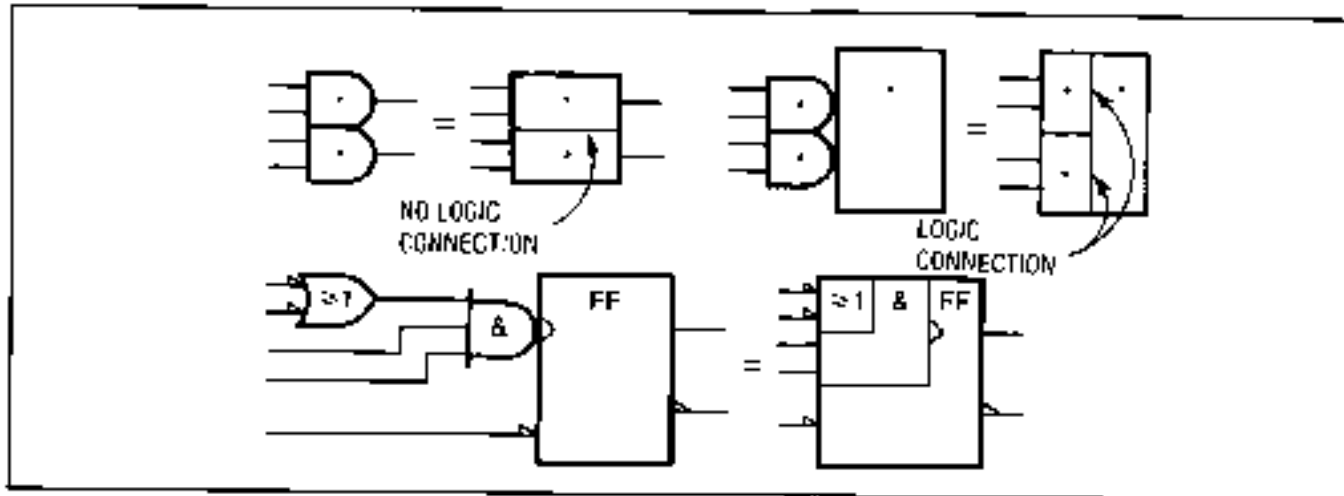 =
=
NO LOGIC
CONNECTION
LOGIC
CONNECTION
≥1
&
FF
=
≥1
&
FF